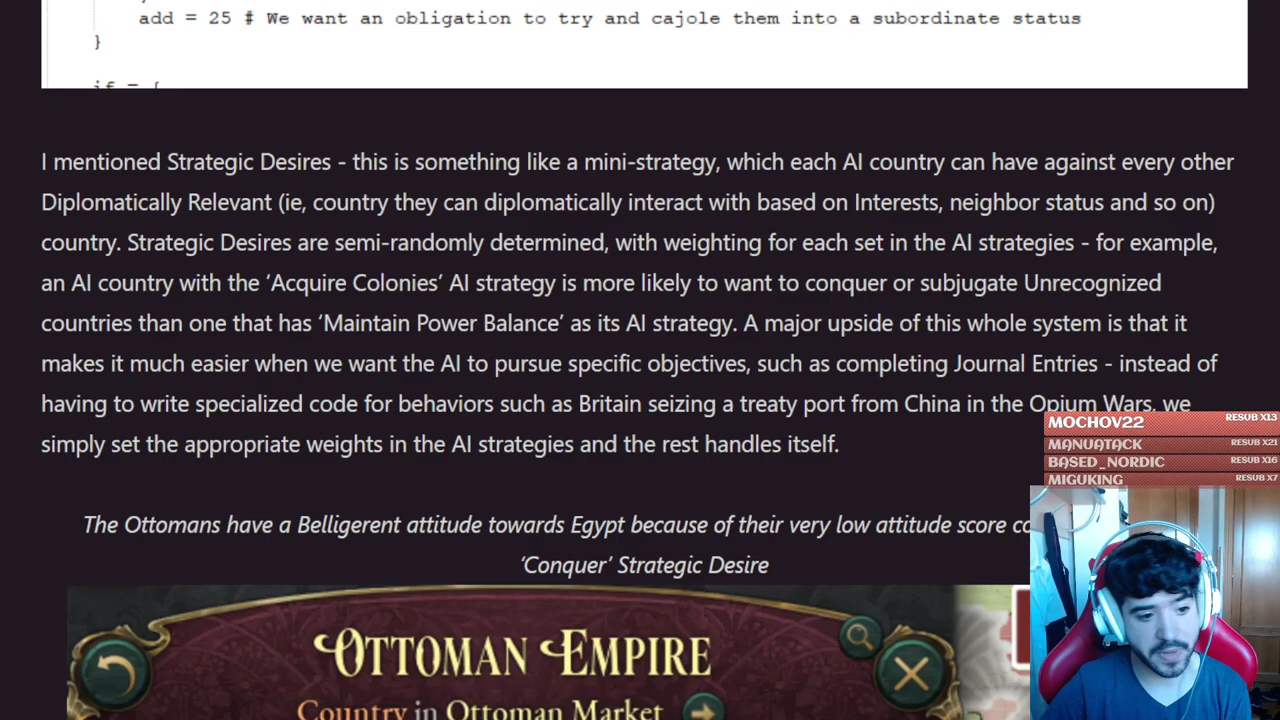 add = 25 # We want an obligation to try and cajole them into a subordinate status
}
if = {
I mentioned Strategic Desires - this is something like a mini-strategy, which each AI country can have against every other
Diplomatically Relevant (ie, country they can diplomatically interact with based on Interests, neighbor status and so on)
country. Strategic Desires are semi-randomly determined, with weighting for each set in the AI strategies - for example,
an AI country with the ‘Acquire Colonies’ AI strategy is more likely to want to conquer or subjugate Unrecognized
countries than one that has ‘Maintain Power Balance’ as its AI strategy. A major upside of this whole system is that it
makes it much easier when we want the AI to pursue specific objectives, such as completing Journal Entries - instead of
having to write specialized code for behaviors such as Britain seizing a treaty port from China in the Opium Wars, we
simply set the appropriate weights in the AI strategies and the rest handles itself.
MOCHOV22 RESUB X13
MANUATACK RESUB X21
BASED_NORDIC RESUB X16
MIGUKING RESUB X7
The Ottomans have a Belligerent attitude towards Egypt because of their very low attitude score
‘Conquer’ Strategic Desire
OTTOMAN EMPIRE
Country in Ottoman Market